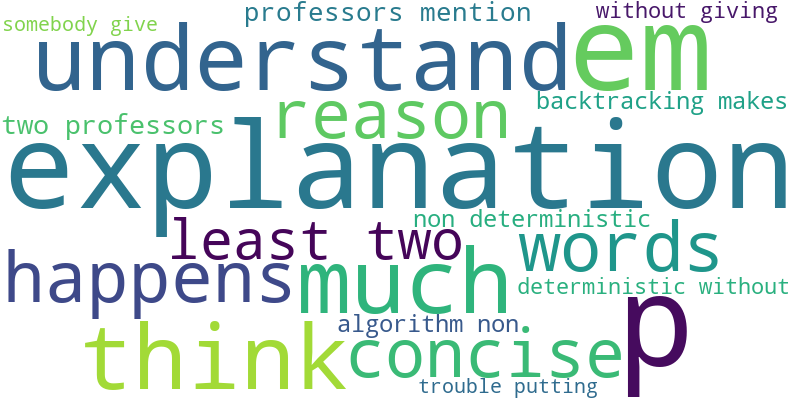 somebody give
professors mention
without giving
understand
em
reason
backtracking makes
two professors
explanation
least two
non deterministic
words
happens
much
deterministic without
p
think
algorithm non
concise
trouble putting